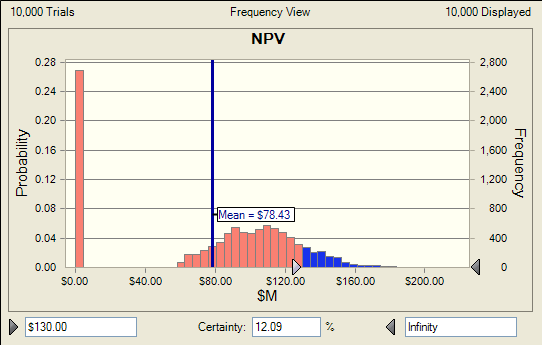 10,000 Trials Frequency View 10,000 Displayed
NPV
0.28 2,800
0.24 2,400
0.20 2,000
0.16 1,600
0.12 1,200
0.08 800
0.04 400
0.00 0
Probability
Frequency
Mean = $78.43
$0.00 $40.00 $80.00 $120.00 $160.00 $200.00
$M
$130.00 Certainty: 12.09 % Infinity